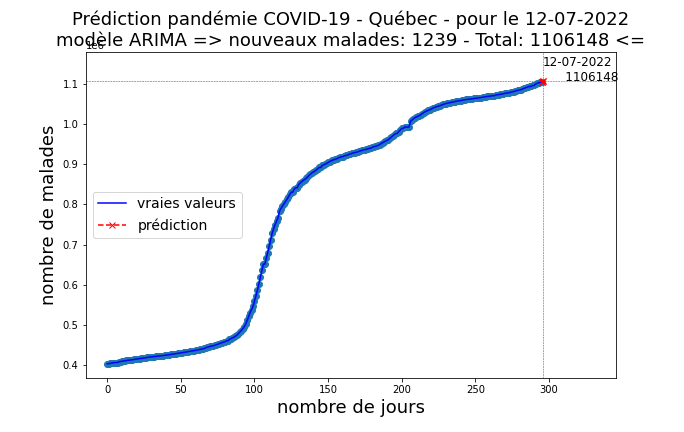 Prédiction pandémie COVID-19 - Québec - pour le 12-07-2022
modèle ARIMA => nouveaux malades: 1239 - Total: 1106148 <=
1e6
12-07-2022
1106148
1.1
1.0
0.9
0.8
0.7
0.6
0.5
0.4
nombre de malades
vraies valeurs
prédiction
0 50 100 150 200 250 300
nombre de jours